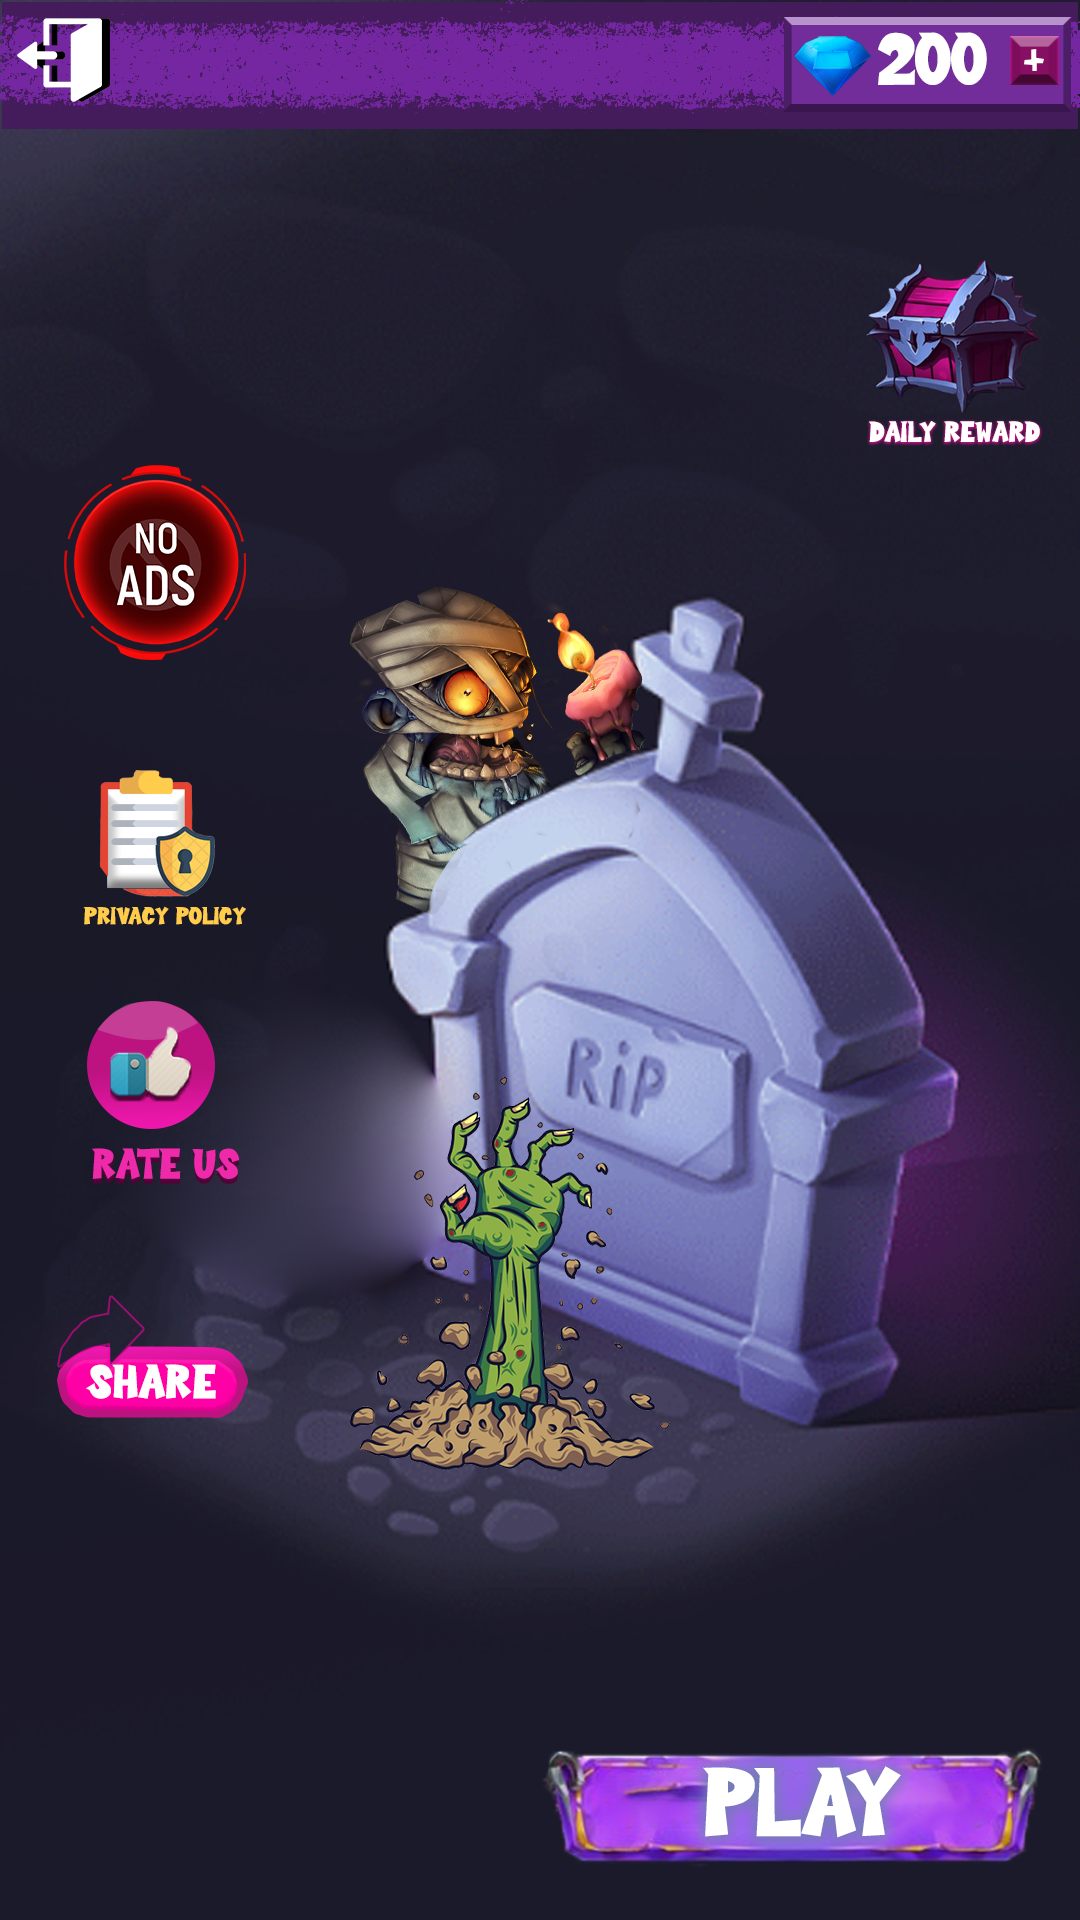 200 +
DAILY REWARD
NO
ADS
PRIVACY POLICY
RiP
RATE US
SHARE
PLAY